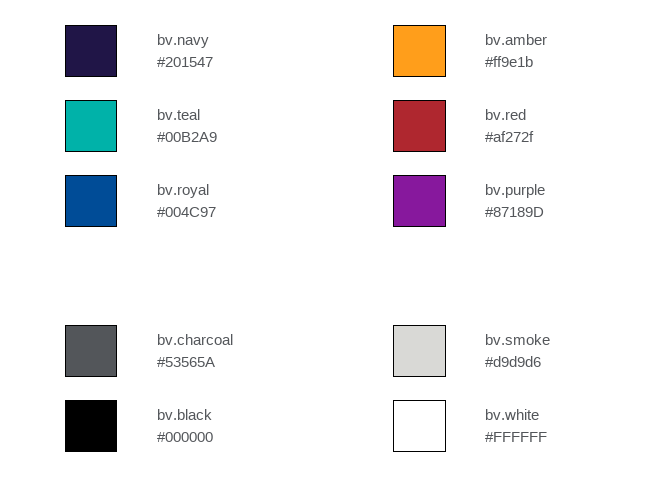 bv.navy
#201547
bv.amber
#ff9e1b
bv.teal
#00B2A9
bv.red
#af272f
bv.royal
#004C97
bv.purple
#87189D
bv.charcoal
#53565A
bv.smoke
#d9d9d6
bv.black
#000000
bv.white
#FFFFFF